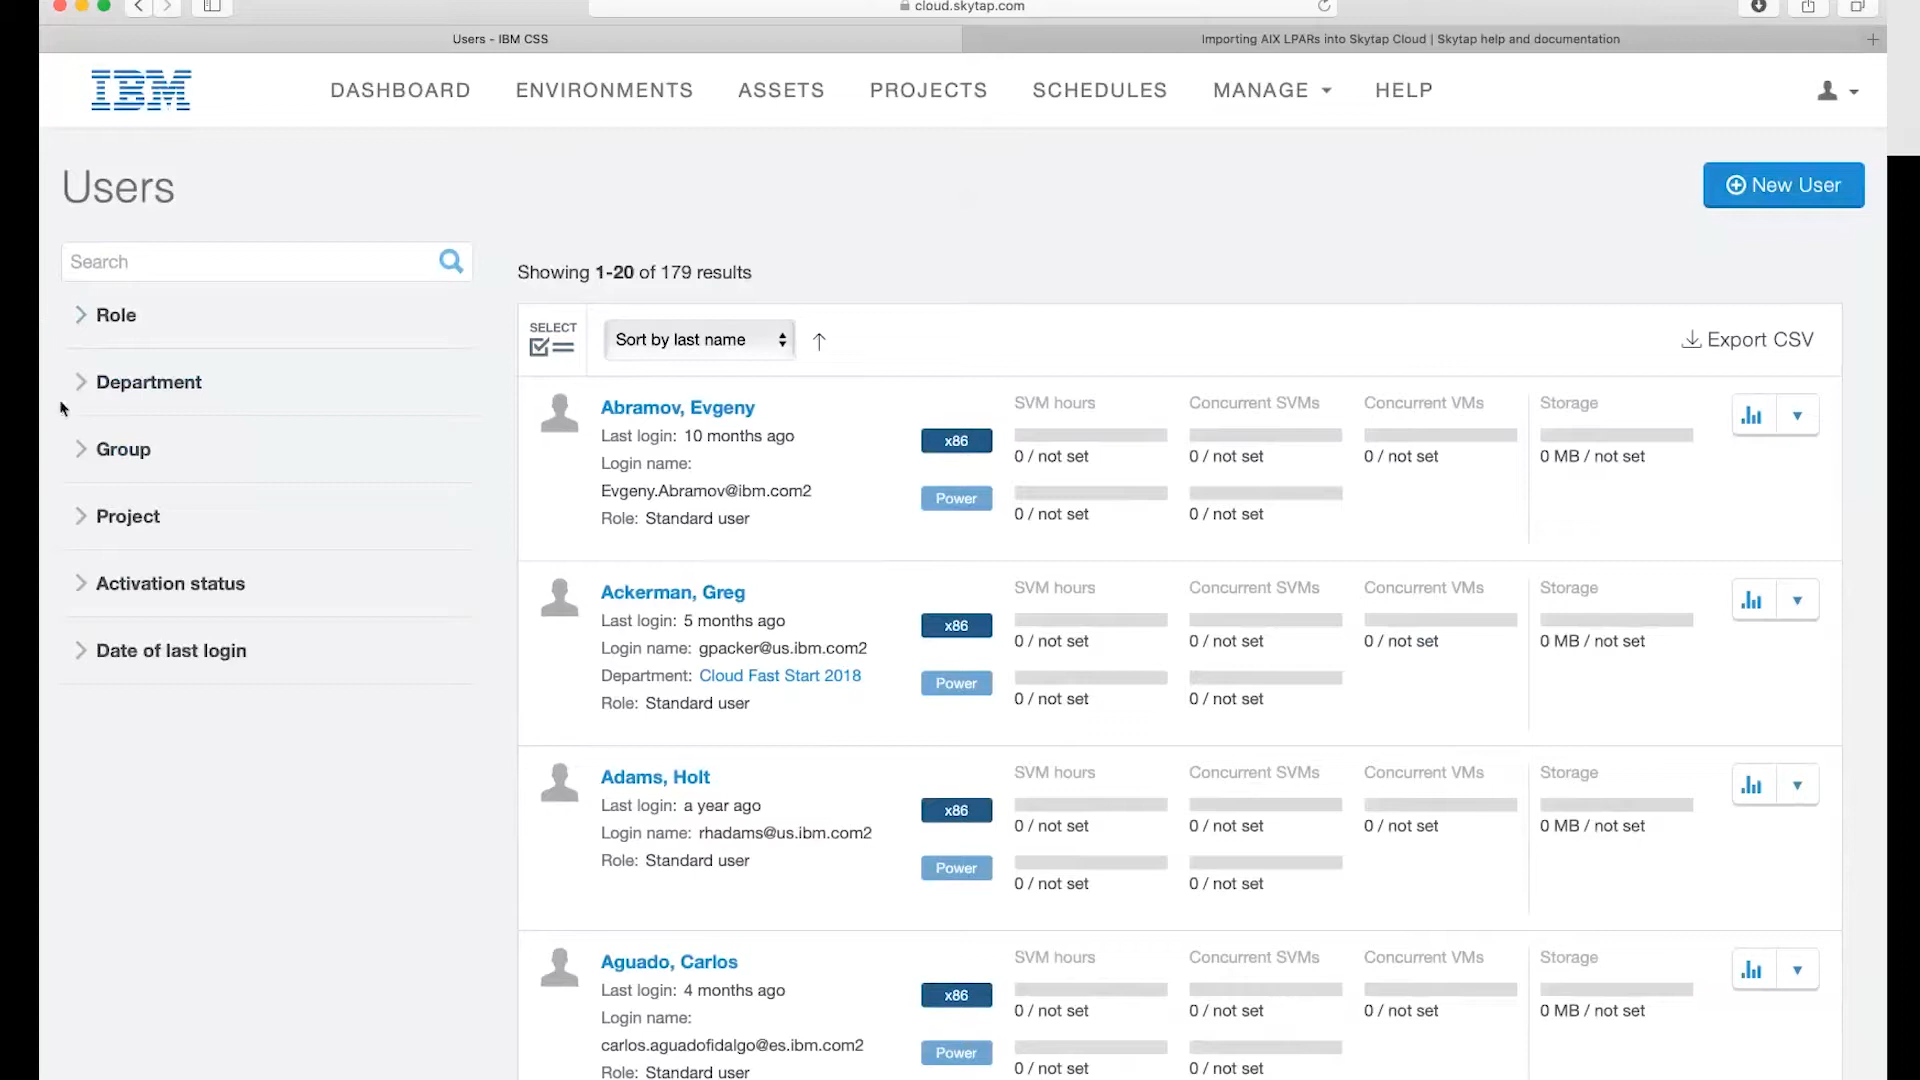 cloud.skytap.com
Users - IBM CSS
Importing AIX LPARs into Skytap Cloud | Skytap help and documentation
IBM
DASHBOARD
ENVIRONMENTS
ASSETS
PROJECTS
SCHEDULES
MANAGE
HELP
Users
New User
Search
Showing 1-20 of 179 results
Role
Department
Group
Project
Activation status
Date of last login
SELECT
Sort by last name
Export CSV
Abramov, Evgeny
Last login: 10 months ago
Login name:
Evgeny.Abramov@ibm.com2
Role: Standard user
x86
Power
SVM hours
Concurrent SVMs
Concurrent VMs
Storage
0 / not set
0 / not set
0 / not set
0 MB / not set
0 / not set
0 / not set
Ackerman, Greg
Last login: 5 months ago
Login name: gpacker@us.ibm.com2
Department: Cloud Fast Start 2018
Role: Standard user
x86
Power
SVM hours
Concurrent SVMs
Concurrent VMs
Storage
0 / not set
0 / not set
0 / not set
0 MB / not set
0 / not set
0 / not set
Adams, Holt
Last login: a year ago
Login name: rhadams@us.ibm.com2
Role: Standard user
x86
Power
SVM hours
Concurrent SVMs
Concurrent VMs
Storage
0 / not set
0 / not set
0 / not set
0 MB / not set
0 / not set
0 / not set
Aguado, Carlos
Last login: 4 months ago
Login name:
carlos.aguadofidalgo@es.ibm.com2
Role: Standard user
x86
Power
SVM hours
Concurrent SVMs
Concurrent VMs
Storage
0 / not set
0 / not set
0 / not set
0 MB / not set
0 / not set
0 / not set